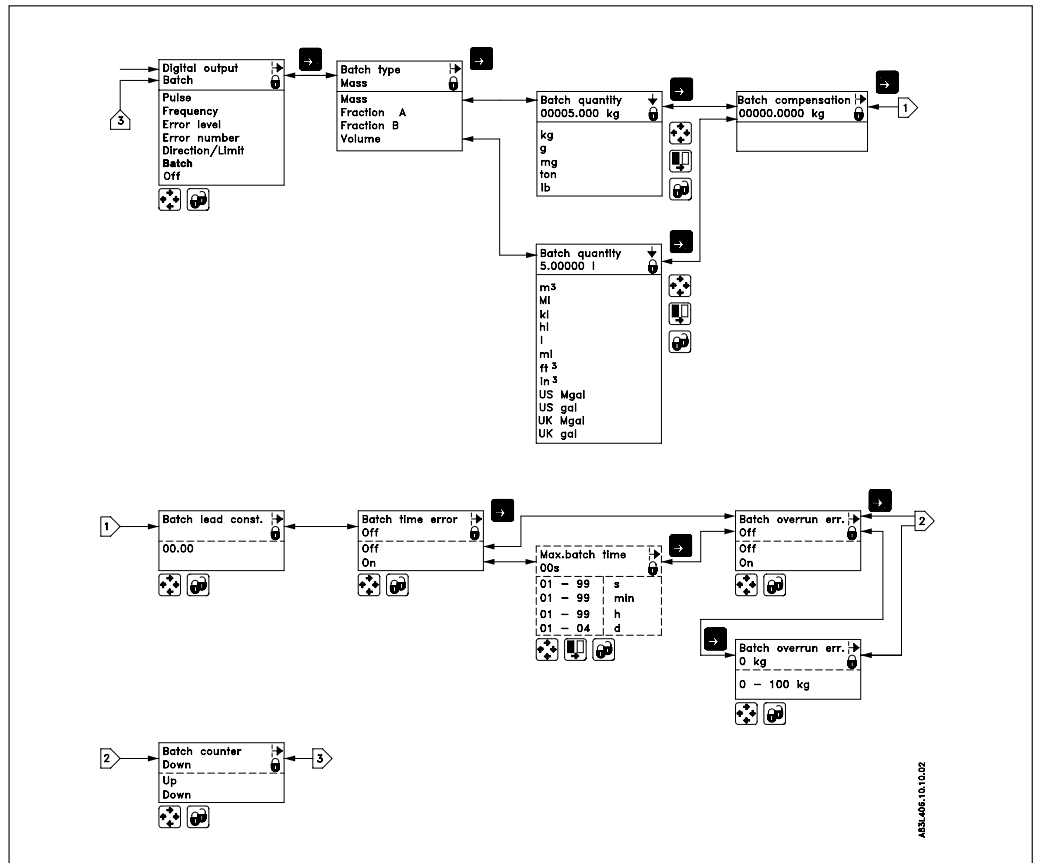 Digital output
Batch
Pulse
Frequency
Error level
Error number
Direction/Limit
Batch
Off
3
Batch type
Mass
Mass
Fraction A
Fraction B
Volume
Batch quantity
00005.000 kg
kg
g
mg
ton
lb
Batch compensation
00000.0000 kg
1
Batch quantity
5.00000 l
m3
Ml
kl
hl
l
ml
ft 3
in 3
US Mgal
US gal
UK Mgal
UK gal
1
Batch lead const.
00.00
Batch time error
Off
Off
On
Max.batch time
00s
01 – 99 s
01 – 99 min
01 – 99 h
01 – 04 d
Batch overrun err.
Off
Off
On
2
Batch overrun err.
0 kg
0 – 100 kg
2
Batch counter
Down
Up
Down
3
A83L406.10.10.02